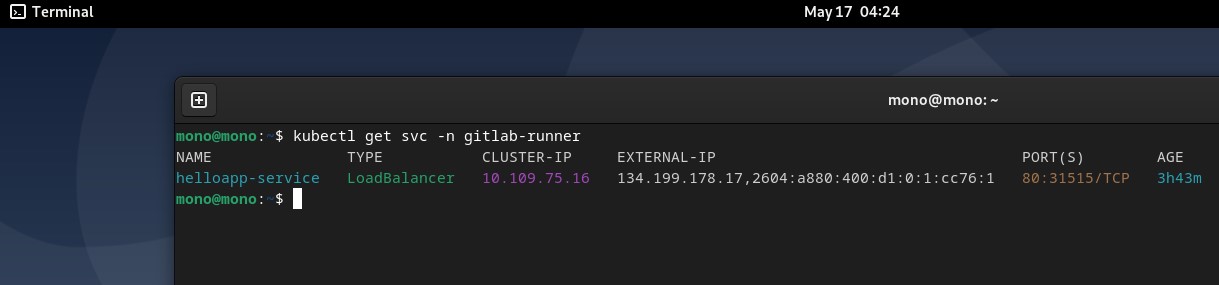 Terminal May 17 04:24
mono@mono: ~
mono@mono:~$ kubectl get svc -n gitlab-runner
NAME TYPE CLUSTER-IP EXTERNAL-IP PORT(S) AGE
helloapp-service LoadBalancer 10.109.75.16 134.199.178.17,2604:a880:400:d1:0:1:cc76:1 80:31515/TCP 3h43m
mono@mono:~$